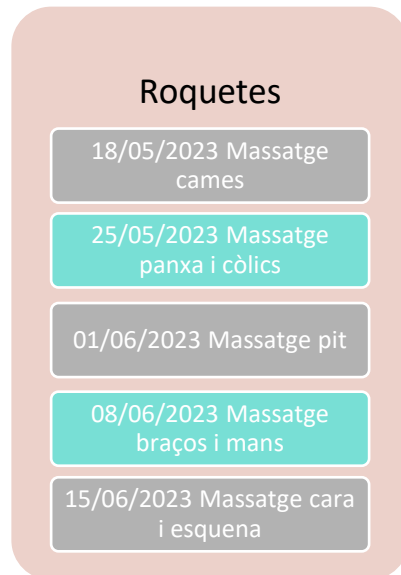 Roquetes
18/05/2023 Massatge
cames
25/05/2023 Massatge
panxa i còlics
01/06/2023 Massatge pit
08/06/2023 Massatge
braços i mans
15/06/2023 Massatge cara
i esquena